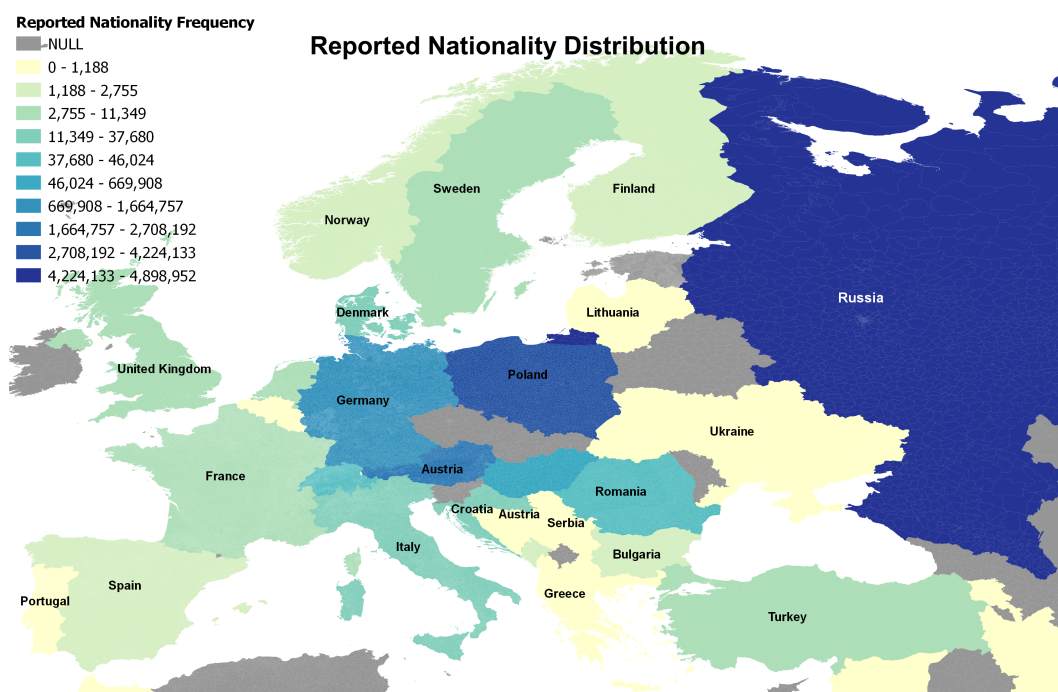 Reported Nationality Frequency
Reported Nationality Distribution
NULL
0 - 1,188
1,188 - 2,755
2,755 - 11,349
11,349 - 37,680
37,680 - 46,024
46,024 - 669,908
669,908 - 1,664,757
1,664,757 - 2,708,192
2,708,192 - 4,224,133
4,224,133 - 4,898,952
Sweden
Finland
Norway
Russia
Denmark
Lithuania
United Kingdom
Poland
Germany
Ukraine
Austria
France
Romania
Croatia
Austria
Serbia
Italy
Bulgaria
Spain
Greece
Portugal
Turkey